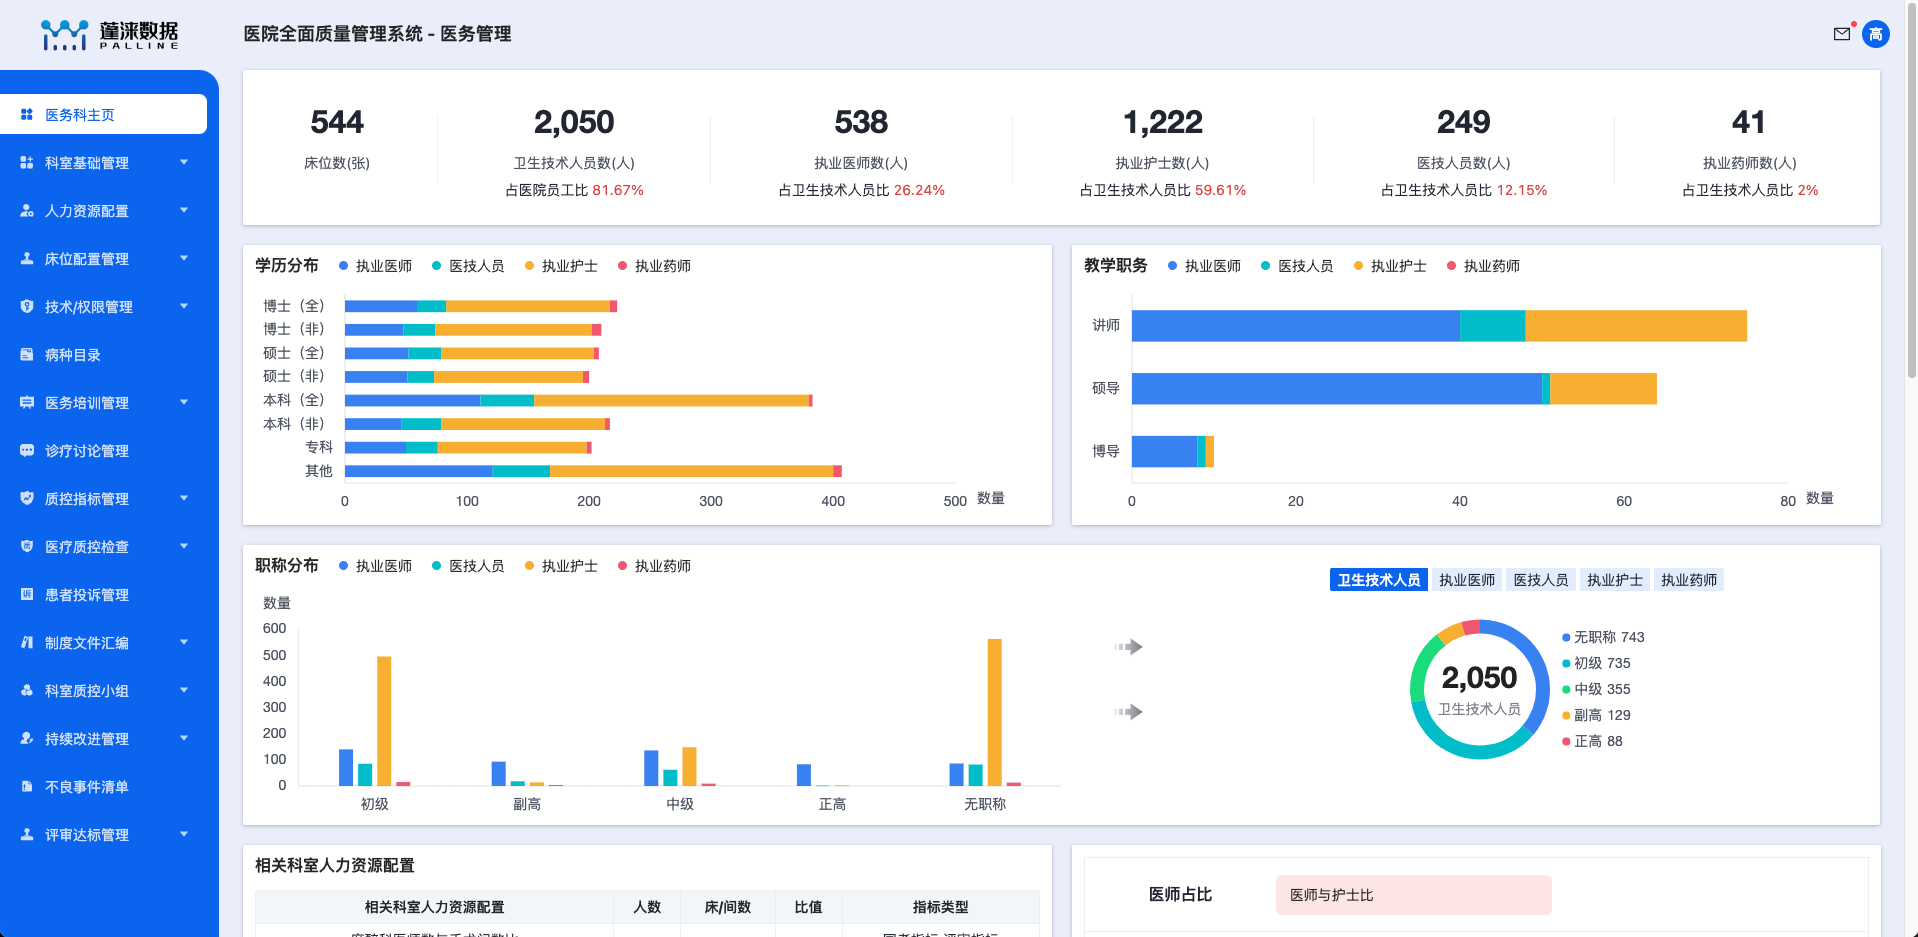 蓬涞数据
PALLINE
医院全面质量管理系统 - 医务管理
高
医务科主页
科室基础管理
人力资源配置
床位配置管理
技术/权限管理
病种目录
医务培训管理
诊疗讨论管理
质控指标管理
医疗质控检查
患者投诉管理
制度文件汇编
科室质控小组
持续改进管理
不良事件清单
评审达标管理
544
床位数(张)
2,050
卫生技术人员数(人)
占医院员工比 81.67%
538
执业医师数(人)
占卫生技术人员比 26.24%
1,222
执业护士数(人)
占卫生技术人员比 59.61%
249
医技人员数(人)
占卫生技术人员比 12.15%
41
执业药师数(人)
占卫生技术人员比 2%
学历分布 执业医师 医技人员 执业护士 执业药师
博士（全）
博士（非）
硕士（全）
硕士（非）
本科（全）
本科（非）
专科
其他
0 100 200 300 400 500 数量
教学职务 执业医师 医技人员 执业护士 执业药师
讲师
硕导
博导
0 20 40 60 80 数量
职称分布 执业医师 医技人员 执业护士 执业药师
数量
600
500
400
300
200
100
0
初级 副高 中级 正高 无职称
卫生技术人员 执业医师 医技人员 执业护士 执业药师
2,050
卫生技术人员
无职称 743
初级 735
中级 355
副高 129
正高 88
相关科室人力资源配置
相关科室人力资源配置 人数 床/间数 比值 指标类型
医师占比 医师与护士比